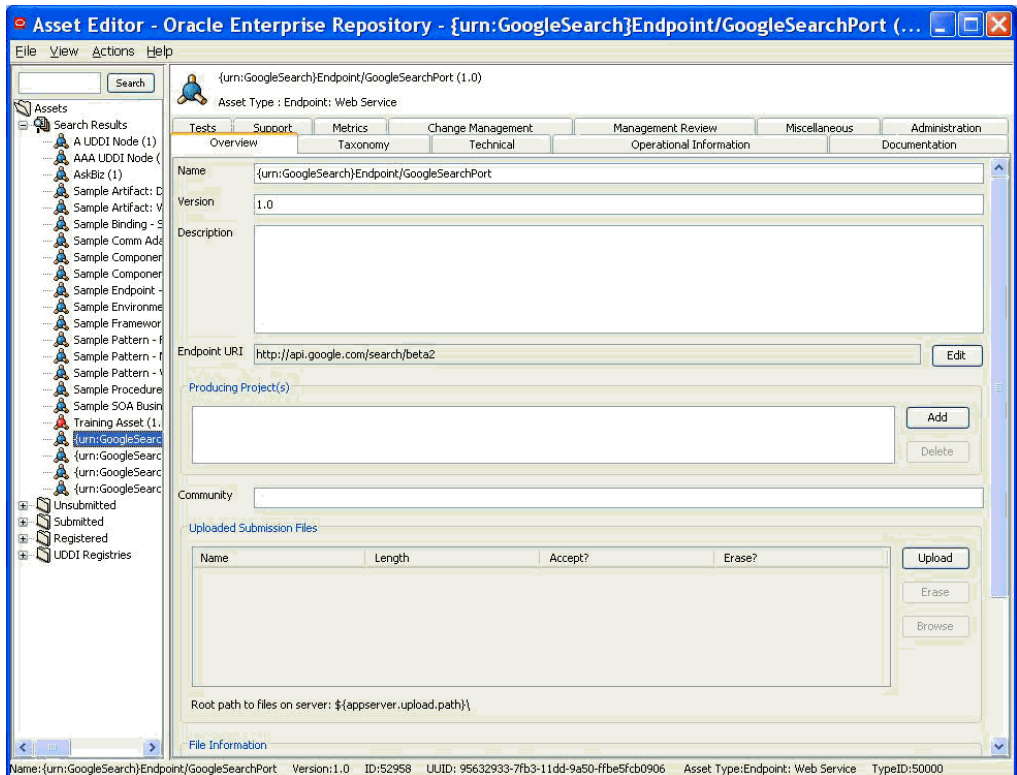 Asset Editor - Oracle Enterprise Repository - {urn:GoogleSearch}Endpoint/GoogleSearchPort (...
File View Actions Help
Search
Assets
Search Results
A UDDI Node (1)
AAA UDDI Node (
AskBiz (1)
Sample Artifact: D
Sample Artifact: W
Sample Binding - S
Sample Comm Ada
Sample Componen
Sample Componen
Sample Endpoint -
Sample Environme
Sample Framewor
Sample Pattern -
Sample Pattern -
Sample Pattern -
Sample Procedure
Sample SOA Busin
Training Asset (1.
{urn:GoogleSearc
{urn:GoogleSearc
{urn:GoogleSearc
{urn:GoogleSearc
Unsubmitted
Submitted
Registered
UDDI Registries
{urn:GoogleSearch}Endpoint/GoogleSearchPort (1.0)
Asset Type : Endpoint: Web Service
Tests Support Metrics Change Management Management Review Miscellaneous Administration
Overview Taxonomy Technical Operational Information Documentation
Name {urn:GoogleSearch}Endpoint/GoogleSearchPort
Version 1.0
Description
Endpoint URI http://api.google.com/search/beta2 Edit
Producing Project(s)
Add
Delete
Community
Uploaded Submission Files
Name Length Accept? Erase? Upload
Erase
Browse
Root path to files on server: ${appserver.upload.path}\
File Information
Name:{urn:GoogleSearch}Endpoint/GoogleSearchPort Version:1.0 ID:52958 UUID: 95632933-7fb3-11dd-9a50-ffbe5fcb0906 Asset Type:Endpoint: Web Service TypeID:50000